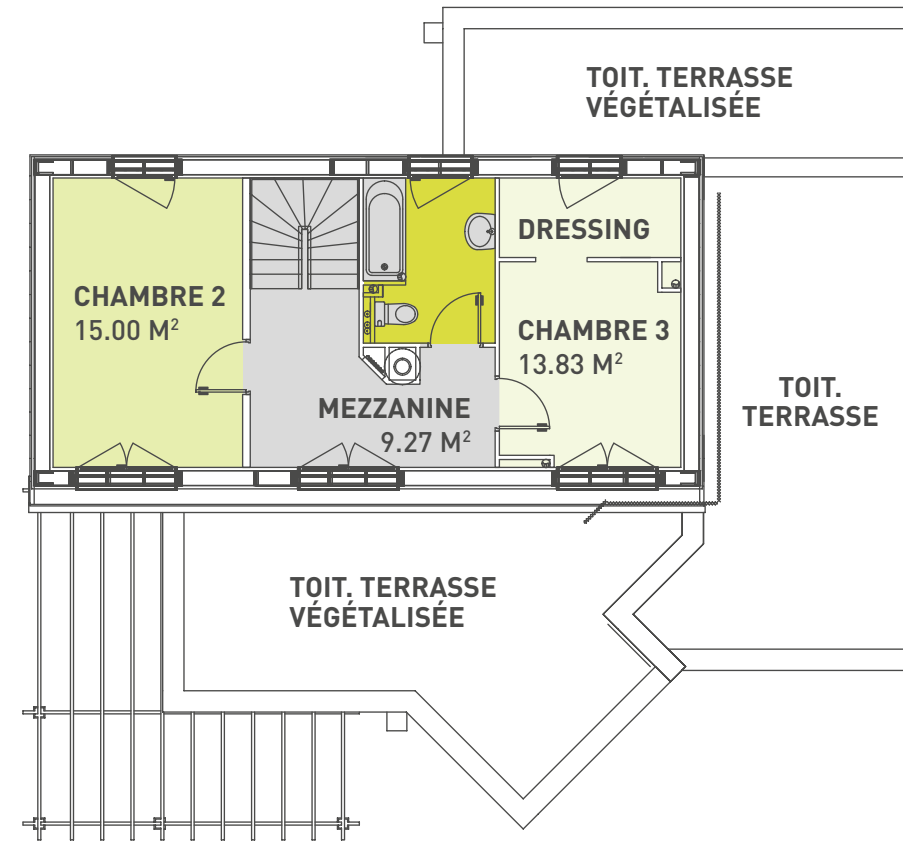 TOIT. TERRASSE
VÉGÉTALISÉE
DRESSING
CHAMBRE 2
15.00 M²
CHAMBRE 3
13.83 M²
MEZZANINE
9.27 M²
TOIT.
TERRASSE
TOIT. TERRASSE
VÉGÉTALISÉE